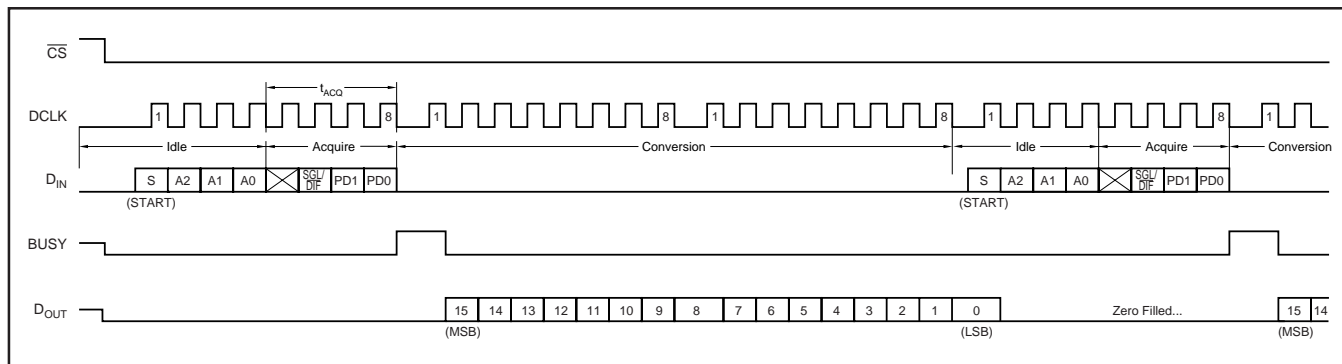 CS
tACQ
DCLK 1 8 1 8 1 8 1 8 1
Idle Acquire Conversion Idle Acquire Conversion
DIN S A2 A1 A0 SGL/DIF PD1 PD0 S A2 A1 A0 SGL/DIF PD1 PD0
(START) (START)
BUSY
DOUT 15 14 13 12 11 10 9 8 7 6 5 4 3 2 1 0 Zero Filled... 15 14
(MSB) (LSB) (MSB)